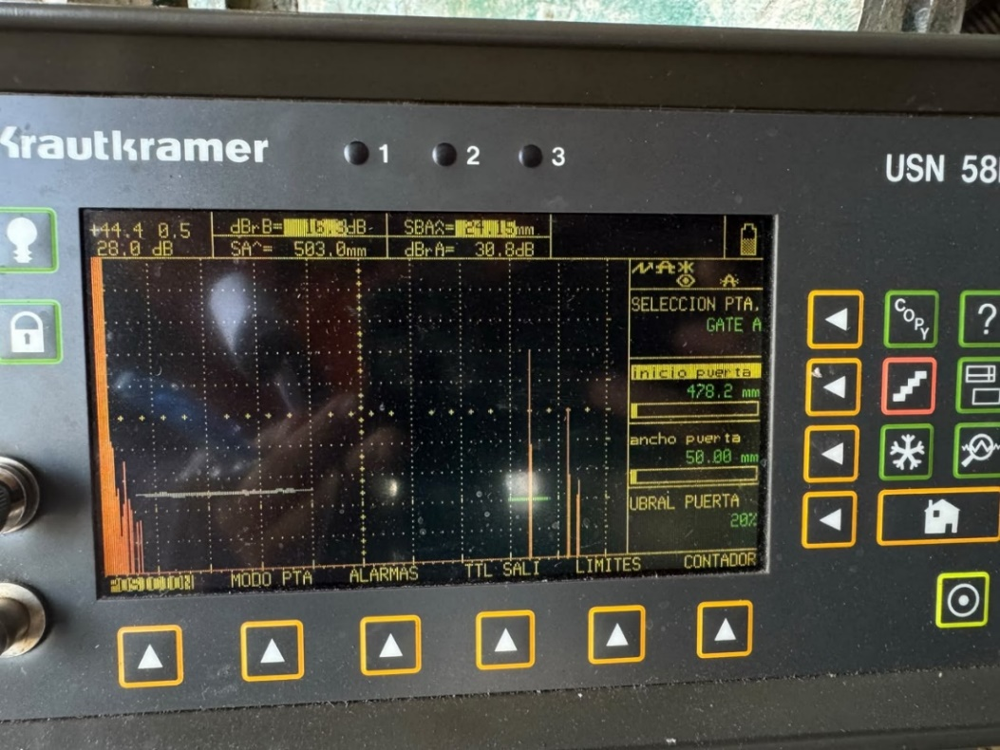 Krautkramer
1 2 3
USN 58
+44.4 0.5
28.0 dB
dBrB= dB
SA^= 503.0mm
SBA^= 24.15mm
dBrA= 30.8dB
SELECCION PTA.
GATE A
inicio puerta
478.2 mm
ancho puerta
50.00 mm
UBRAL PUERTA
20%
MODO PTA
ALARMAS
TTL SALI
LIMITES
CONTADOR
COPY
?